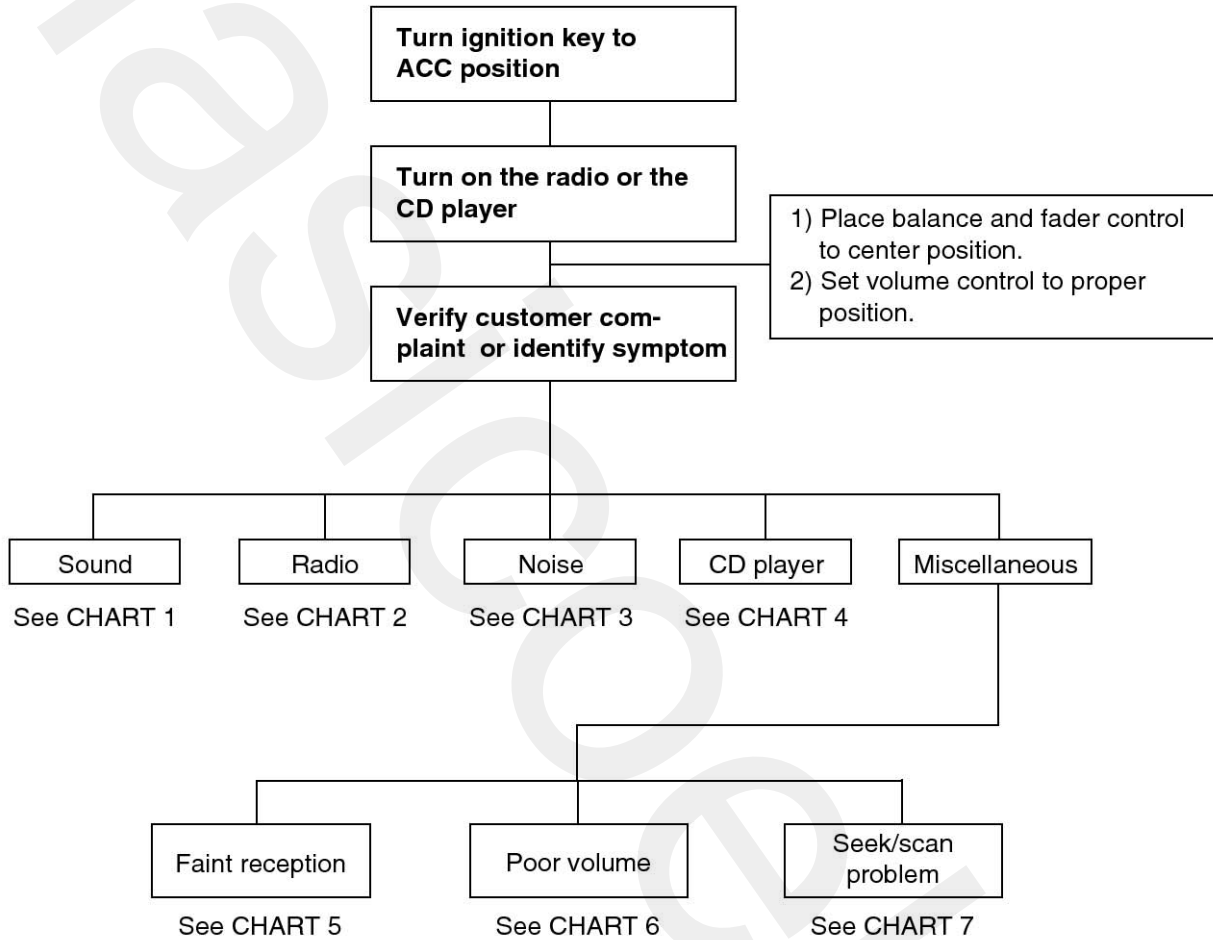 Turn ignition key to
ACC position
Turn on the radio or the
CD player
1) Place balance and fader control
to center position.
2) Set volume control to proper
position.
Verify customer com-
plaint or identify symptom
Sound
Radio
Noise
CD player
Miscellaneous
See CHART 1
See CHART 2
See CHART 3
See CHART 4
Faint reception
Poor volume
Seek/scan
problem
See CHART 5
See CHART 6
See CHART 7